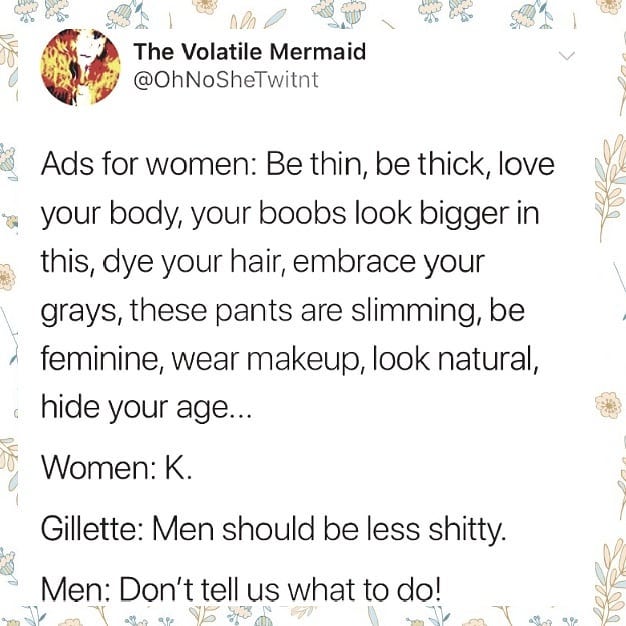 The Volatile Mermaid
@OhNoSheTwitnt
Ads for women: Be thin, be thick, love
your body, your boobs look bigger in
this, dye your hair, embrace your
grays, these pants are slimming, be
feminine, wear makeup, look natural,
hide your age...
Women: K.
Gillette: Men should be less shitty.
Men: Don't tell us what to do!